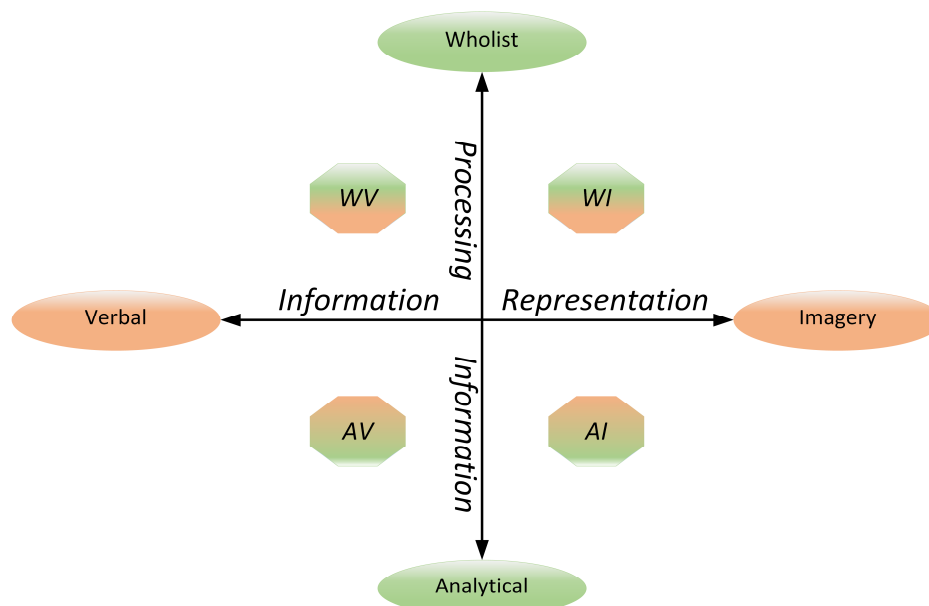 Wholist
Processing
WV
WI
Information Representation
Verbal
Imagery
Information
AV
AI
Analytical